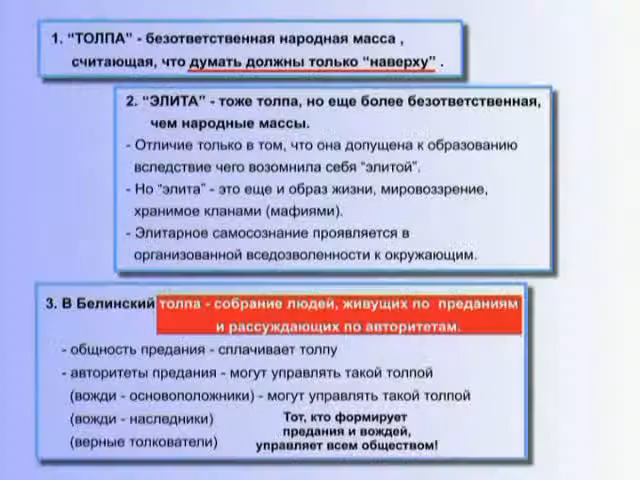 1. “ТОЛПА” - безответственная народная масса ,
считающая, что думать должны только “наверху” .
2. “ЭЛИТА” - тоже толпа, но еще более безответственная,
чем народные массы.
- Отличие только в том, что она допущена к образованию
вследствие чего возомнила себя “элитой”.
- Но “элита” - это еще и образ жизни, мировоззрение,
хранимое кланами (мафиями).
- Элитарное самосознание проявляется в
организованной вседозволенности к окружающим.
3. В Белинский толпа - собрание людей, живущих по преданиям
и рассуждающих по авторитетам.
- общность предания - сплачивает толпу
- авторитеты предания - могут управлять такой толпой
(вожди - основоположники) - могут управлять такой толпой
(вожди - наследники)
(верные толкователи)
Тот, кто формирует
предания и вождей,
управляет всем обществом!